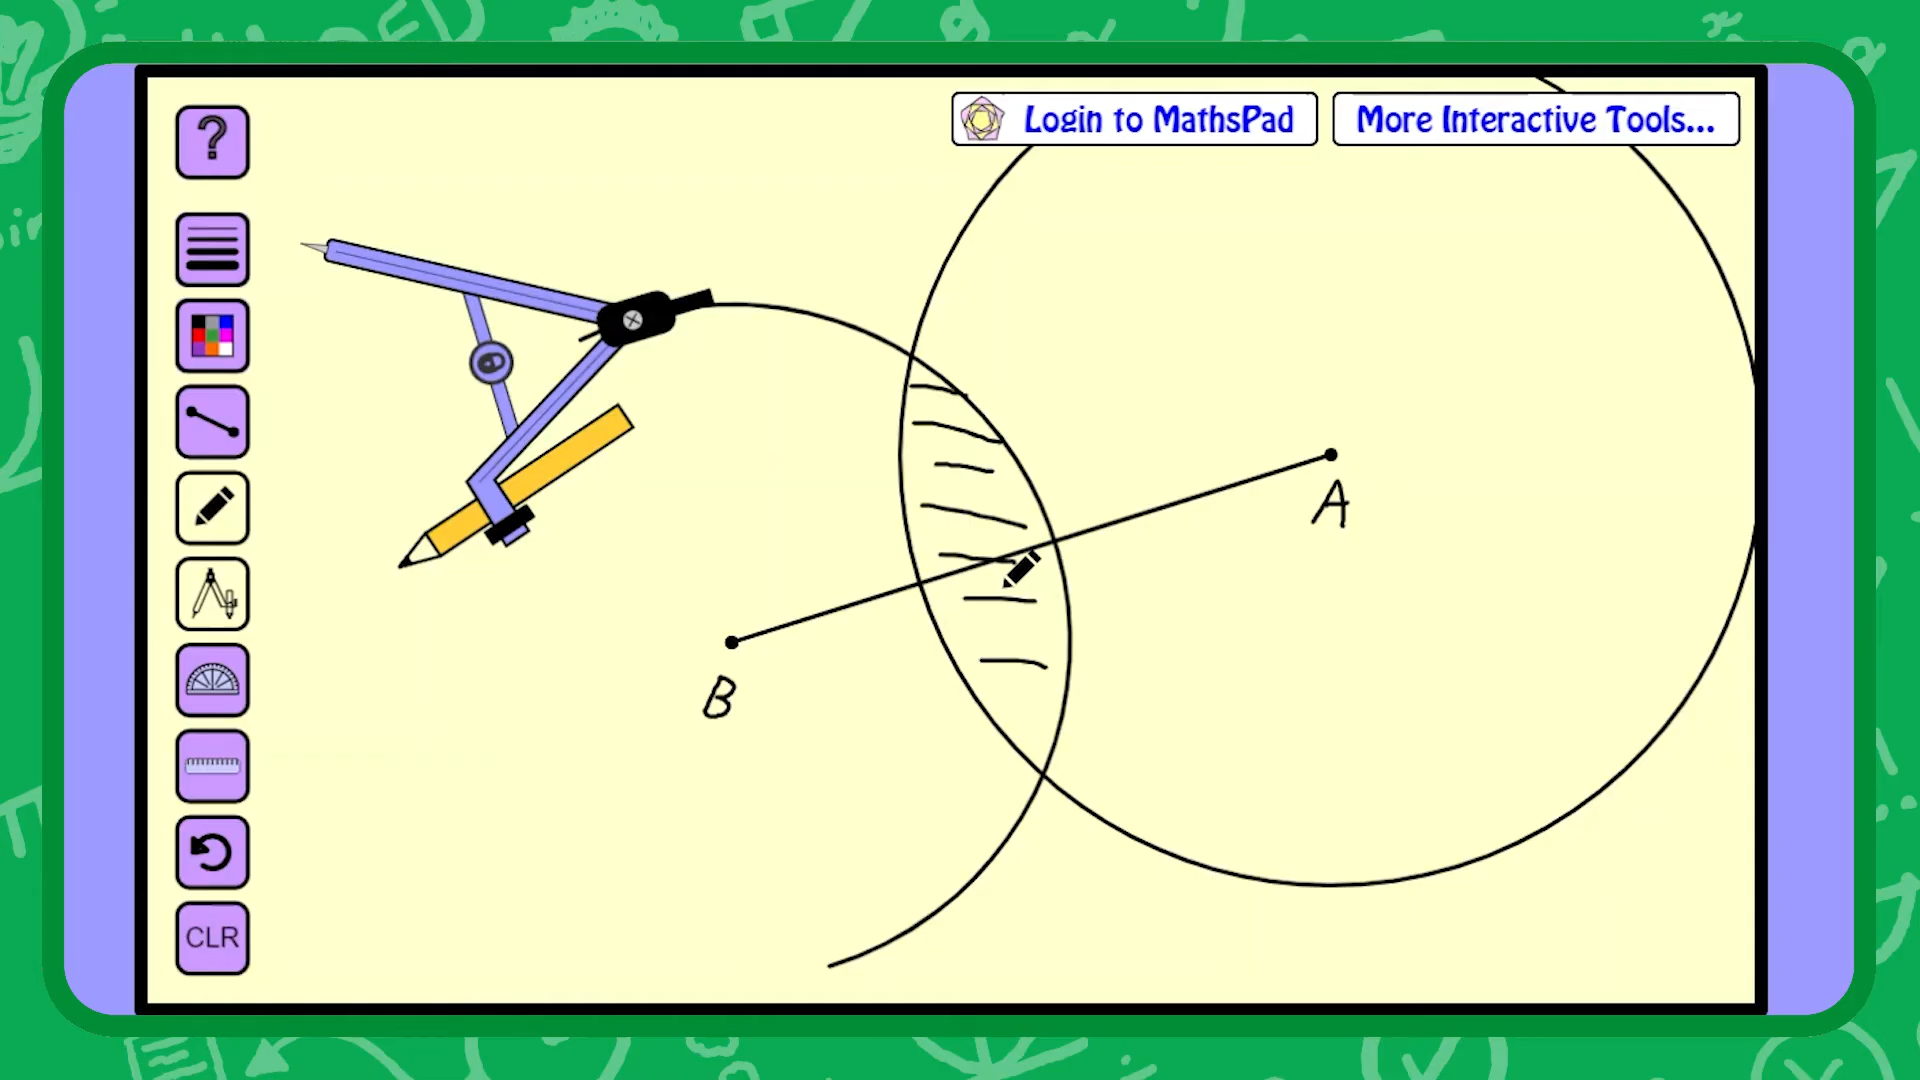 ?
Login to MathsPad
More Interactive Tools...
A
B
CLR